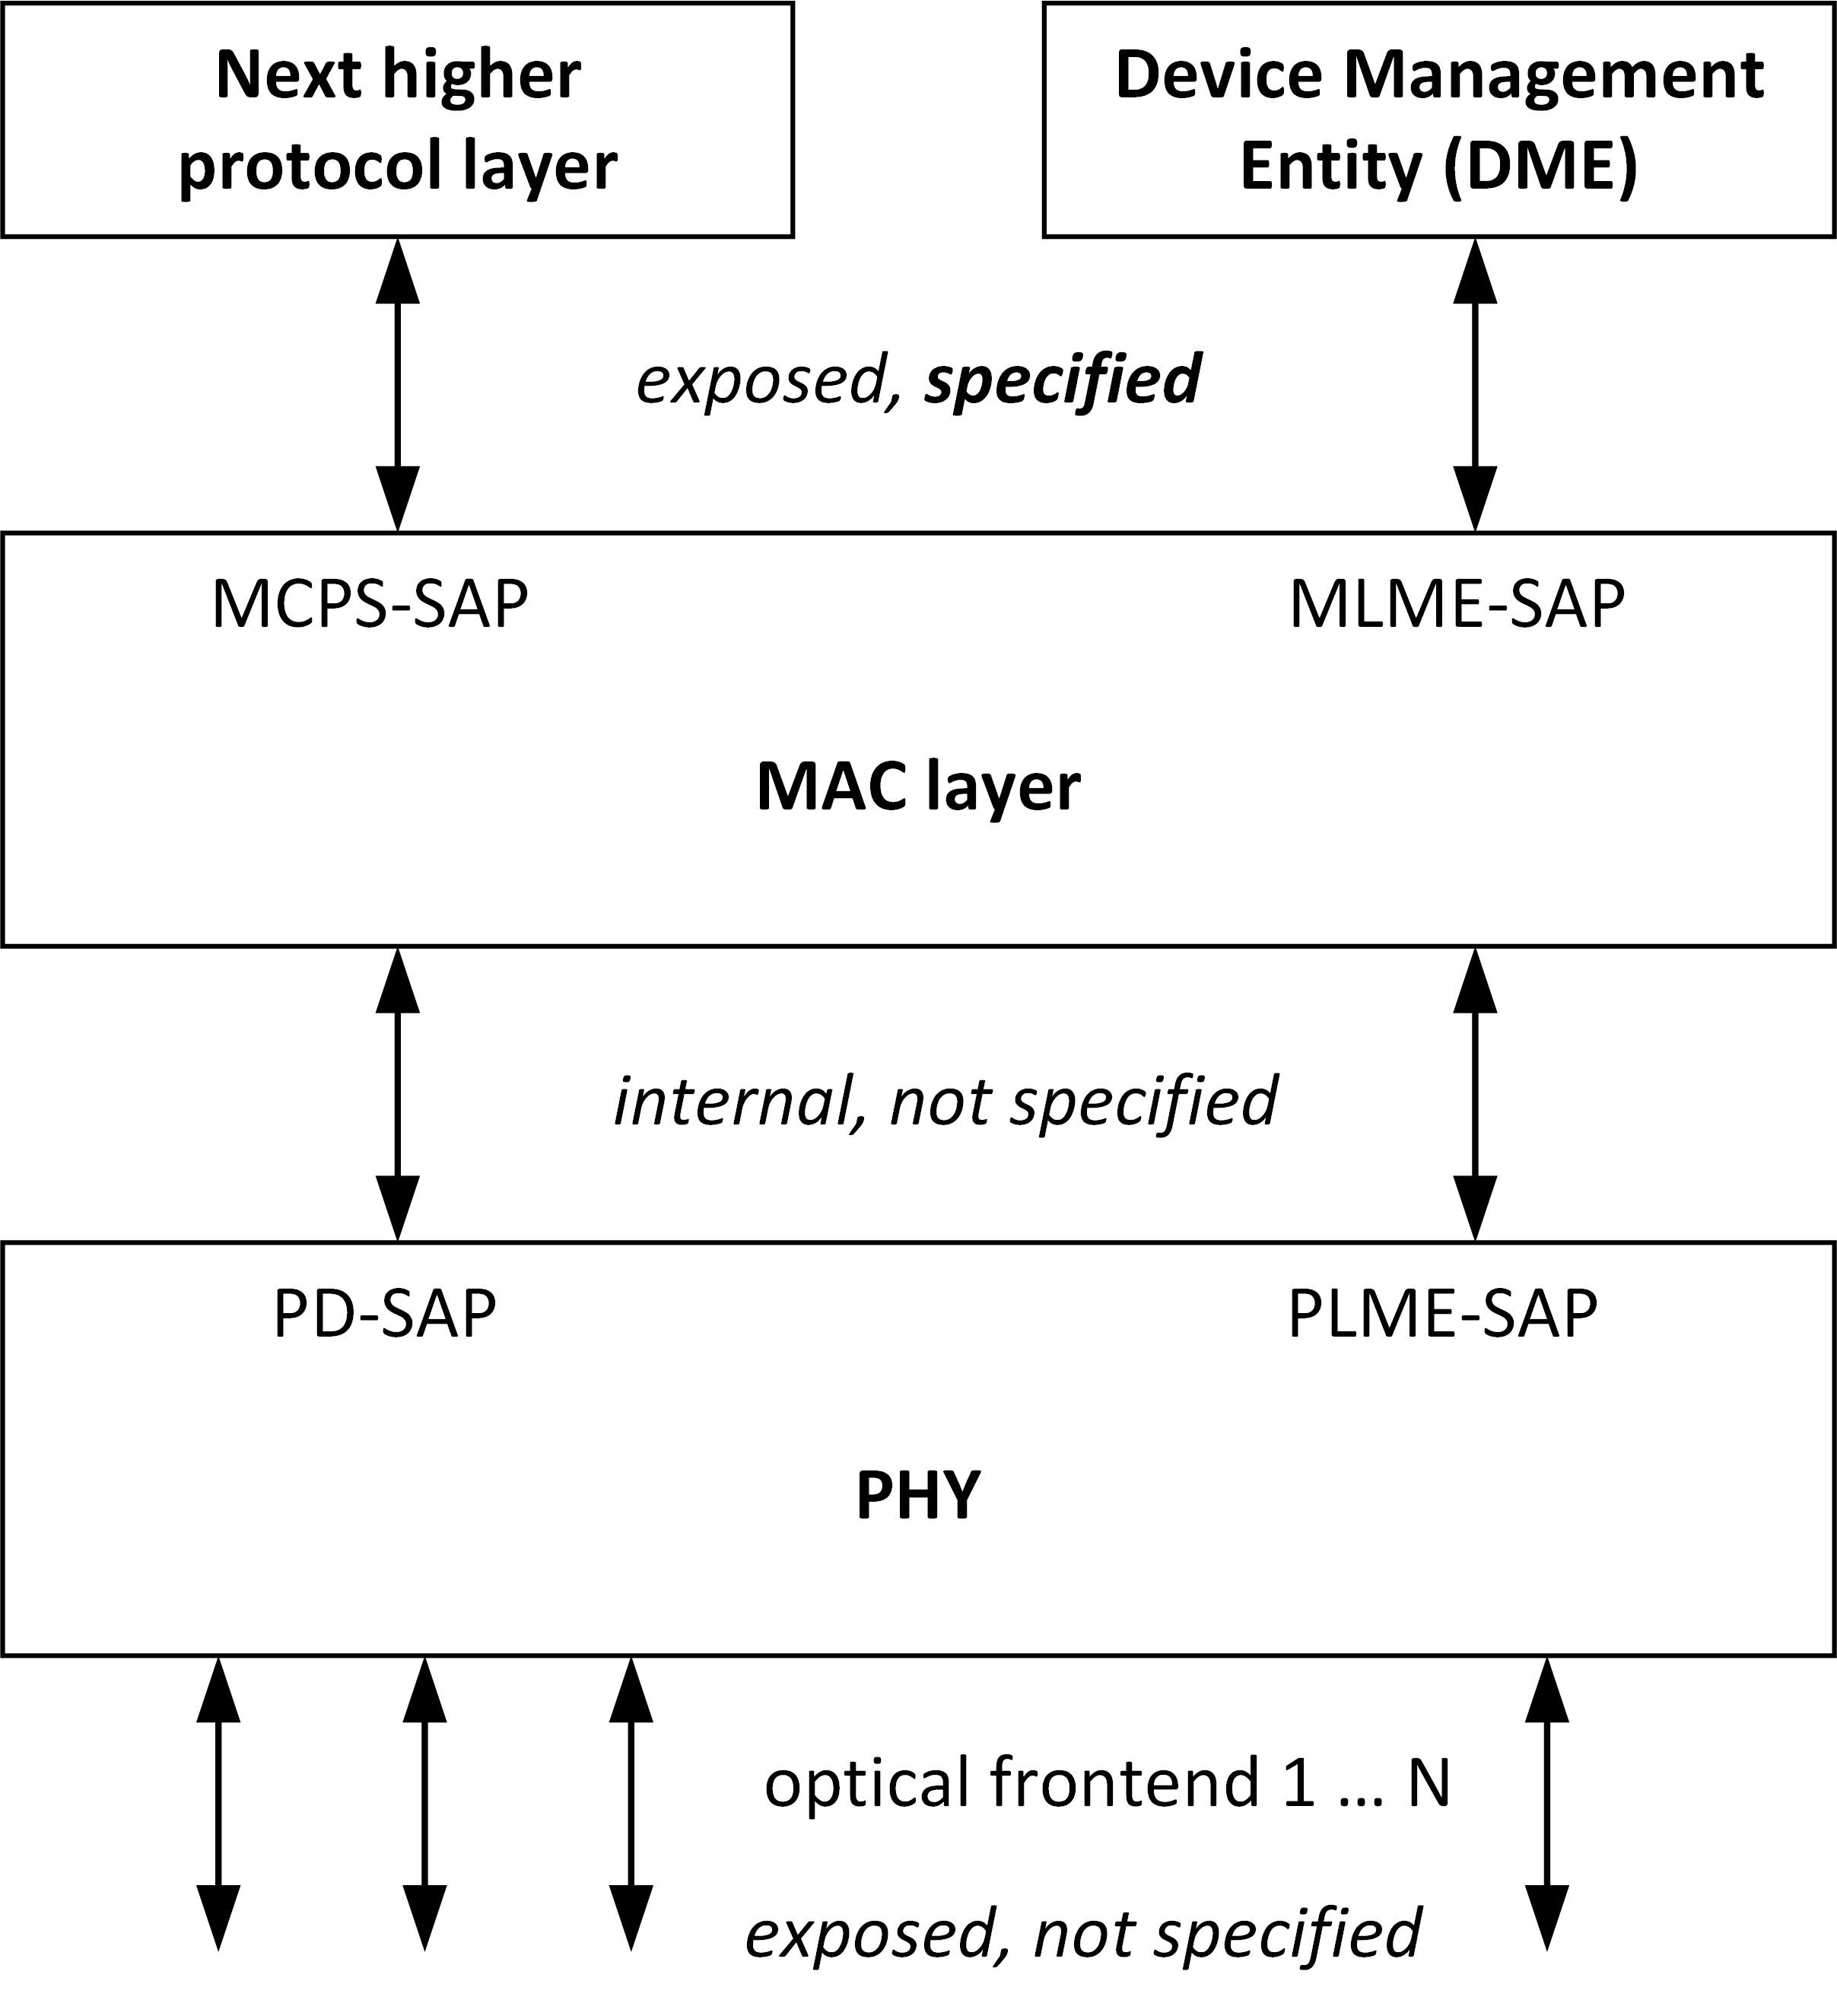 Next higher
protocol layer
Device Management
Entity (DME)
exposed, specified
MCPS-SAP
MLME-SAP
MAC layer
internal, not specified
PD-SAP
PLME-SAP
PHY
optical frontend 1 ... N
exposed, not specified